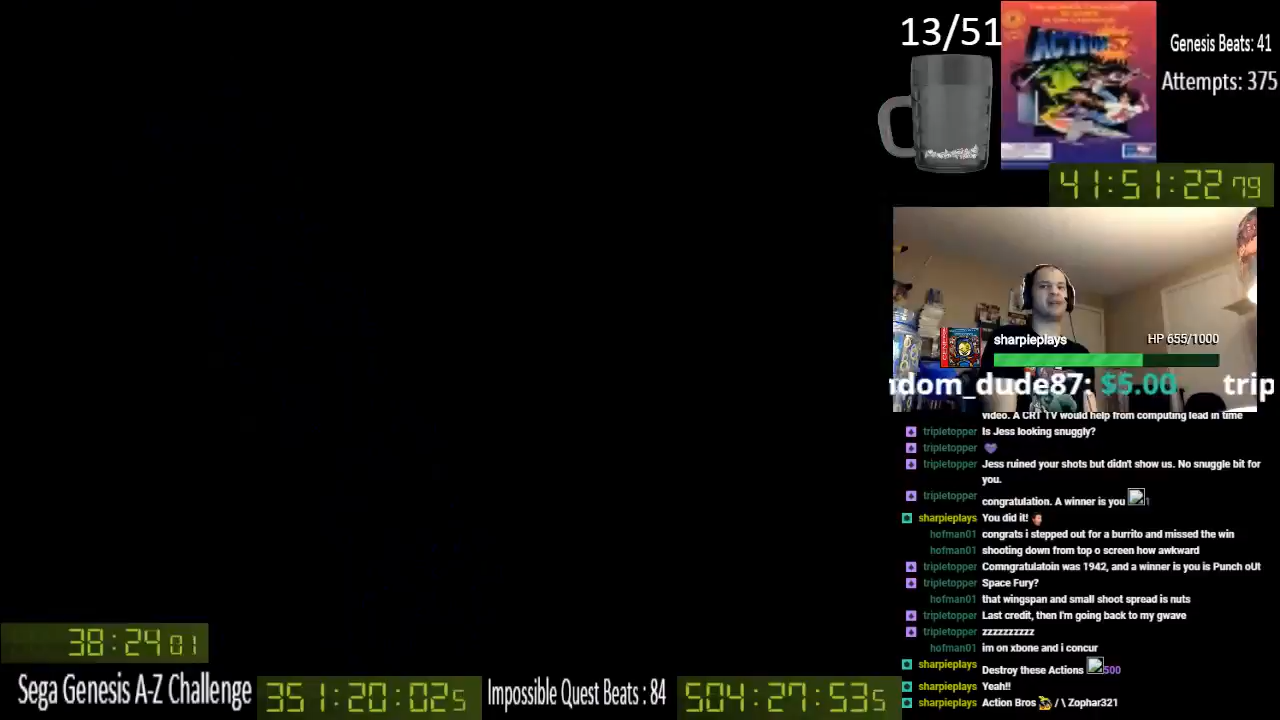 13/51
ACTION 52
Genesis Beats: 41
Attempts: 375
41:51:22 79
sharpieplays
HP 655/1000
ndom_dude87: $5.00 trip
video. A CRT TV would help from computing lead in time
tripletopper Is Jess looking snuggly?
tripletopper
tripletopper Jess ruined your shots but didn't show us. No snuggle bit for
you.
tripletopper congratulation. A winner is you 1
sharpieplays You did it!
hofman01 congrats i stepped out for a burrito and missed the win
hofman01 shooting down from top o screen how awkward
tripletopper Comngratulatoin was 1942, and a winner is you is Punch oUt
tripletopper Space Fury?
hofman01 that wingspan and small shoot spread is nuts
tripletopper Last credit, then I'm going back to my gwave
tripletopper zzzzzzzzzz
hofman01 im on xbone and i concur
sharpieplays Destroy these Actions 500
sharpieplays Yeah!!
sharpieplays Action Bros / \ Zophar321
38:24 01
Sega Genesis A-Z Challenge
351:20:02 5
Impossible Quest Beats : 84
504:27:53 5